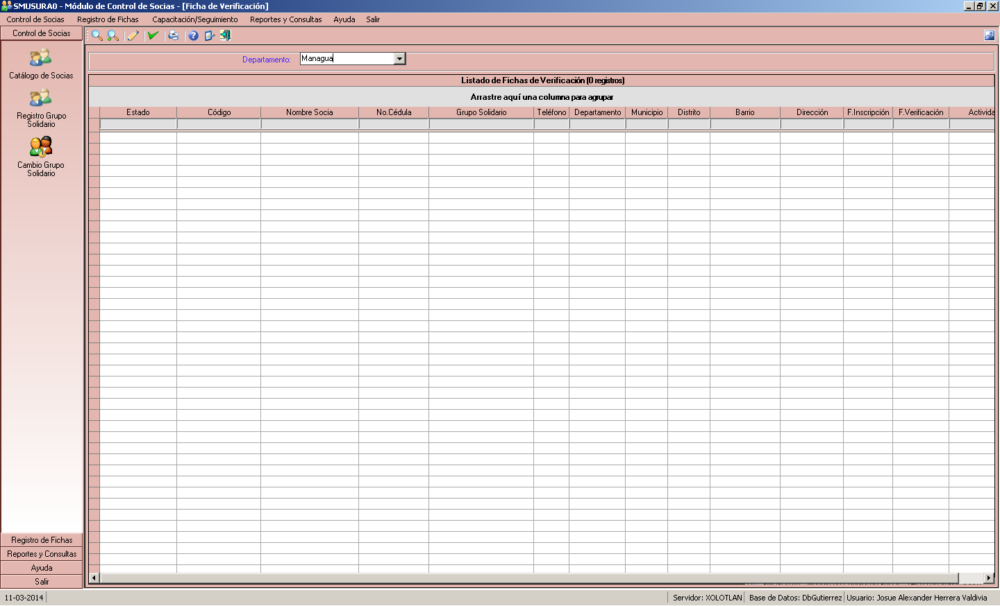 SMUSURA0 - Módulo de Control de Socias - [Ficha de Verificación]
Control de Socias Registro de Fichas Capacitación/Seguimiento Reportes y Consultas Ayuda Salir
Control de Socias
Catálogo de Socias
Registro Grupo
Solidario
Cambio Grupo
Solidario
Departamento: Managua
Listado de Fichas de Verificación (0 registros)
Arrastre aquí una columna para agrupar
Estado Código Nombre Socia No.Cédula Grupo Solidario Teléfono Departamento Municipio Distrito Barrio Dirección F.Inscripción F.Verificación Activida
Registro de Fichas
Reportes y Consultas
Ayuda
Salir
11-03-2014 Servidor: XOLOTLAN Base de Datos: DbGutierrez Usuario: Josue Alexander Herrera Valdivia